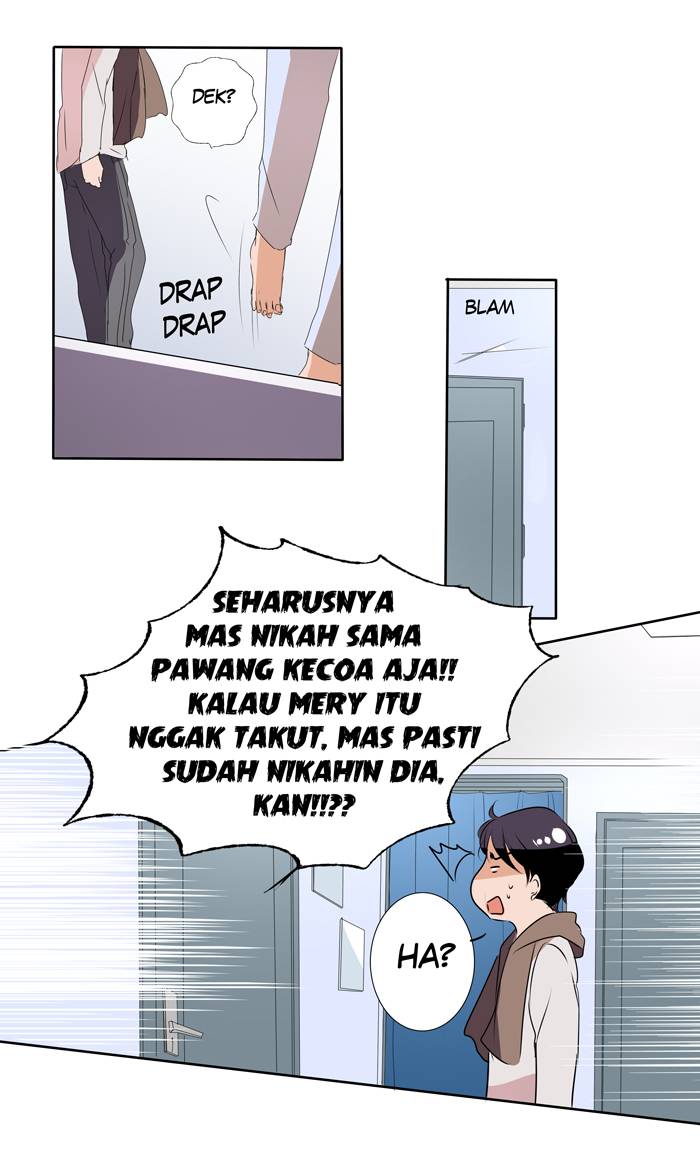 DEK?
DRAP
DRAP
BLAM
SEHARUSNYA
MAS NIKAH SAMA
PAWANG KECOA AJA!!
KALAU MERY ITU
NGGAK TAKUT, MAS PASTI
SUDAH NIKAHIN DIA,
KAN!!??
HA?